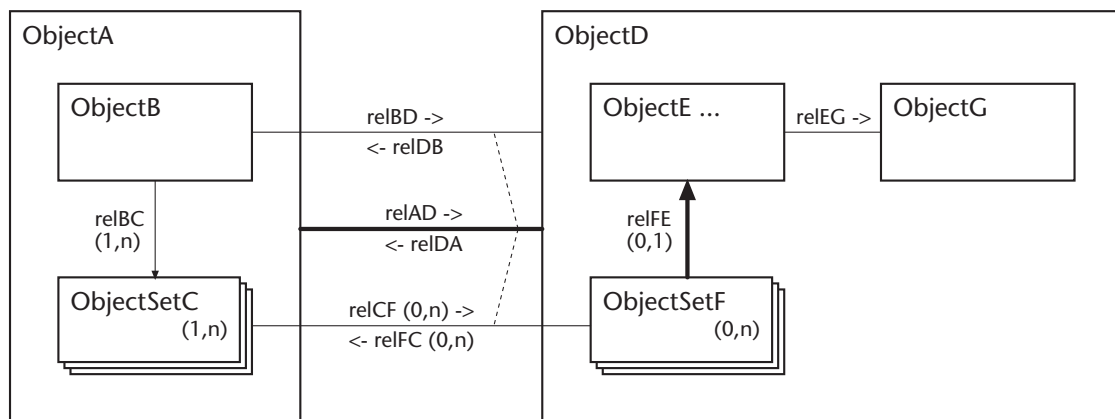 ObjectA
ObjectD
ObjectB
relBD ->
<- relDB
ObjectE ...
relEG ->
ObjectG
relBC
(1,n)
relAD ->
<- relDA
relFE
(0,1)
ObjectSetC
(1,n)
relCF (0,n) ->
<- relFC (0,n)
ObjectSetF
(0,n)